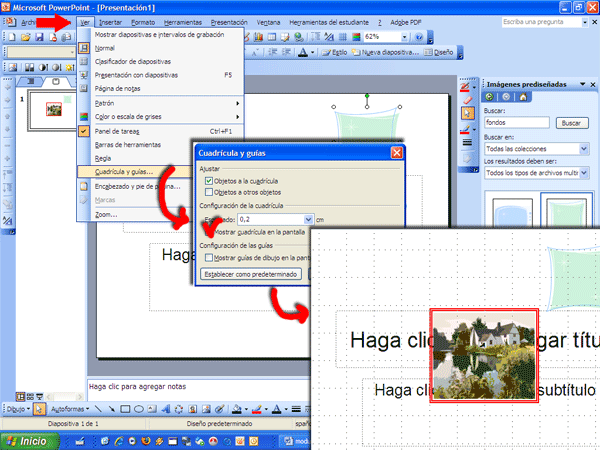 Microsoft PowerPoint - [Presentación1]
Archi
Ver Insertar Formato Herramientas Presentación Ventana Herramientas del estudiante ? Adobe PDF
Escriba una pregunta
62%
Estilo Nueva diapositiva... Diseño
Mostrar diapositivas e intervalos de grabación
Normal
Clasificador de diapositivas
Presentación con diapositivas F5
Página de notas
Patrón
Color o escala de grises
Panel de tareas Ctrl+F1
Barras de herramientas
Regla
Cuadrícula y guías...
Encabezado y pie de página...
Marcas
Zoom...
1
Cuadrícula y guías
Ajustar
Objetos a la cuadrícula
Objetos a otros objetos
Configuración de la cuadrícula
0,2 cm
Mostrar cuadrícula en la pantalla
Configuración de las guías
Mostrar guías de dibujo en la pant
Establecer como predeterminado
Imágenes prediseñadas
Buscar:
fondos Buscar
Buscar en:
Todas las colecciones
Los resultados deben ser:
Todos los tipos de archivos multi
Haga
Haga cli gar títu
Haga c subtítulo
Haga clic para agregar notas
Dibujo Autoformas
Diapositiva 1 de 1 Diseño predeterminado
Inicio